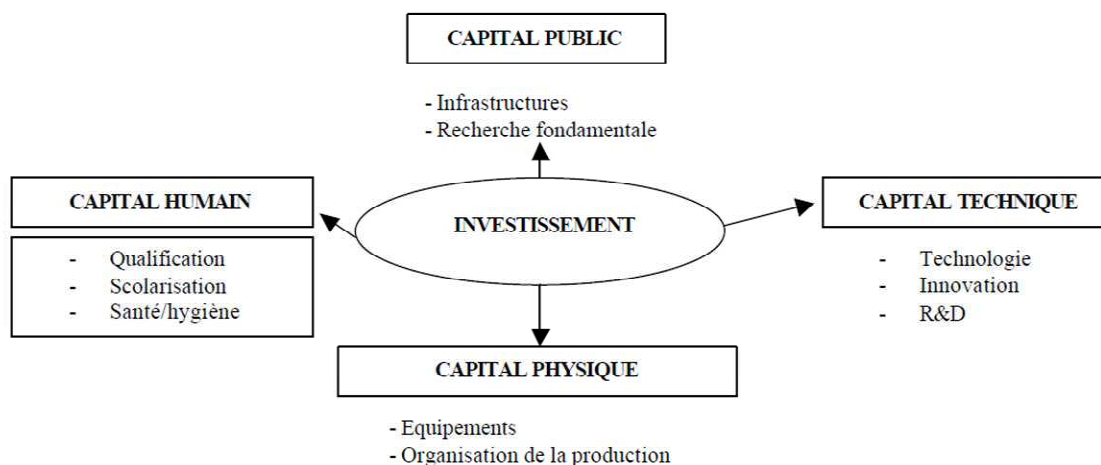 CAPITAL PUBLIC
- Infrastructures
- Recherche fondamentale
CAPITAL HUMAIN
- Qualification
- Scolarisation
- Santé/hygiène
INVESTISSEMENT
CAPITAL TECHNIQUE
- Technologie
- Innovation
- R&D
CAPITAL PHYSIQUE
- Equipements
- Organisation de la production